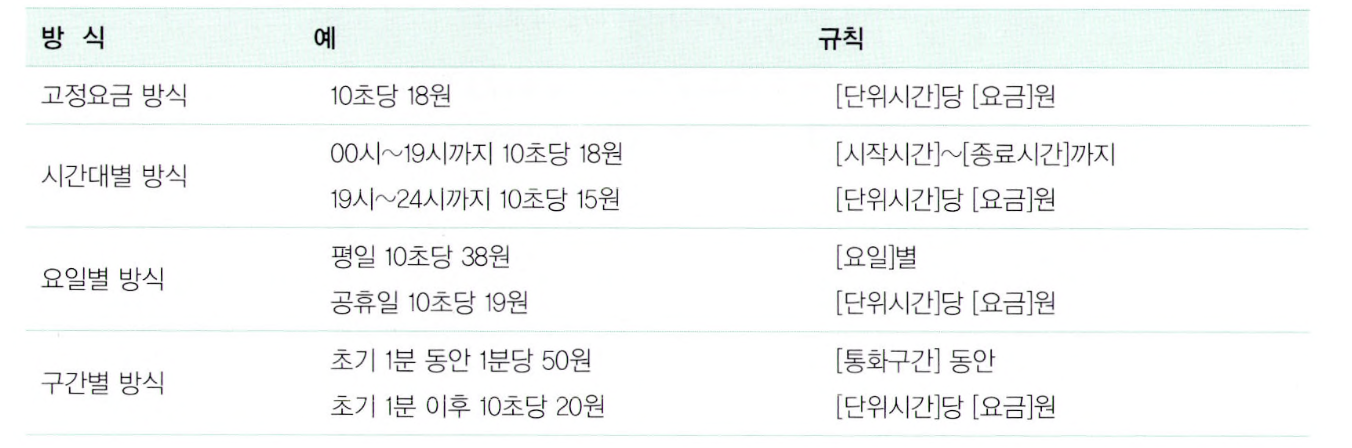 방 식 예 규칙
고정요금 방식 10초당 18원 [단위시간]당 [요금]원
시간대별 방식
00시~19시까지 10초당 18원 [시작시간]~[종료시간]까지
19시~24시까지 10초당 15원 [단위시간]당 [요금]원
요일별 방식
평일 10초당 38원 [요일]별
공휴일 10초당 19원 [단위시간]당 [요금]원
구간별 방식
초기 1분 동안 1분당 50원 [통화구간] 동안
초기 1분 이후 10초당 20원 [단위시간]당 [요금]원